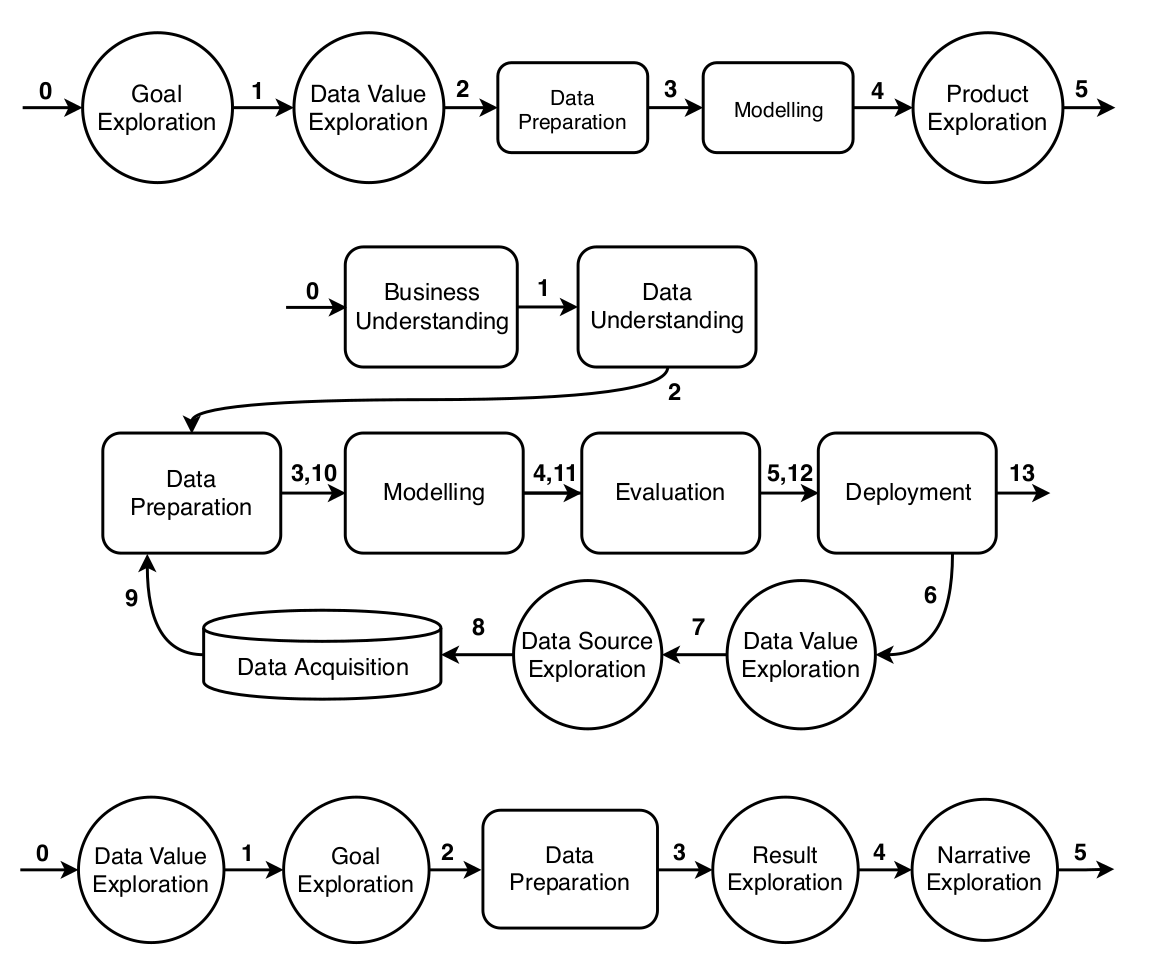 0
Goal
Exploration
1
Data Value
Exploration
2
Data
Preparation
3
Modelling
4
Product
Exploration
5
0
Business
Understanding
1
Data
Understanding
2
Data
Preparation
3,10
Modelling
4,11
Evaluation
5,12
Deployment
13
6
Data Value
Exploration
7
Data Source
Exploration
8
Data Acquisition
9
0
Data Value
Exploration
1
Goal
Exploration
2
Data
Preparation
3
Result
Exploration
4
Narrative
Exploration
5